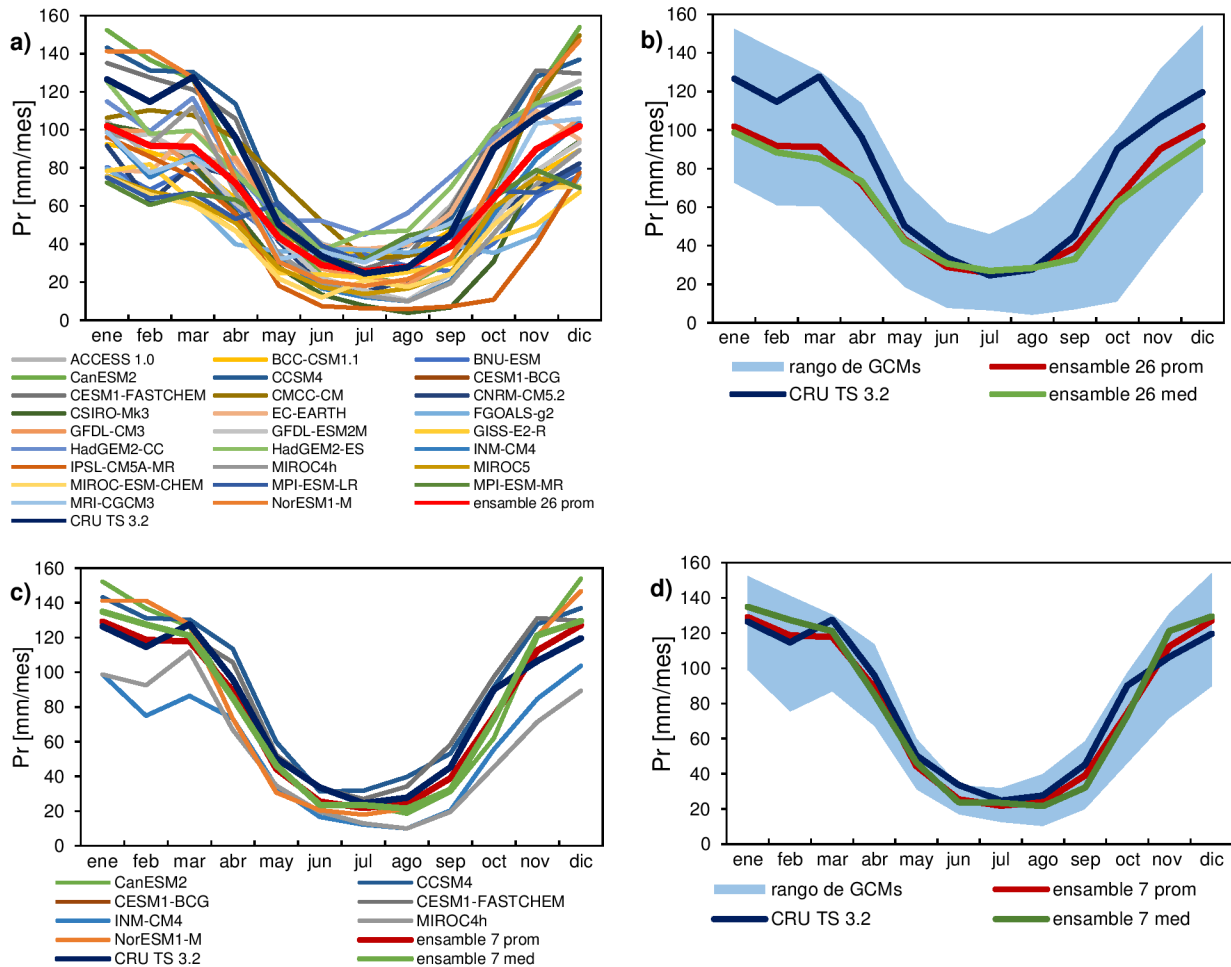 a)
Pr [mm/mes]
160
140
120
100
80
60
40
20
0
ene feb mar abr may jun jul ago sep oct nov dic
ACCESS 1.0 BCC-CSM1.1 BNU-ESM
CanESM2 CCSM4 CESM1-BCG
CESM1-FASTCHEM CMCC-CM CNRM-CM5.2
CSIRO-Mk3 EC-EARTH FGOALS-g2
GFDL-CM3 GFDL-ESM2M GISS-E2-R
HadGEM2-CC HadGEM2-ES INM-CM4
IPSL-CM5A-MR MIROC4h MIROC5
MIROC-ESM-CHEM MPI-ESM-LR MPI-ESM-MR
MRI-CGCM3 NorESM1-M ensamble 26 prom
CRU TS 3.2
b)
Pr [mm/mes]
160
140
120
100
80
60
40
20
0
ene feb mar abr may jun jul ago sep oct nov dic
rango de GCMs ensamble 26 prom
CRU TS 3.2 ensamble 26 med
c)
Pr [mm/mes]
160
140
120
100
80
60
40
20
0
ene feb mar abr may jun jul ago sep oct nov dic
CanESM2 CCSM4
CESM1-BCG CESM1-FASTCHEM
INM-CM4 MIROC4h
NorESM1-M ensamble 7 prom
CRU TS 3.2 ensamble 7 med
d)
Pr [mm/mes]
160
140
120
100
80
60
40
20
0
ene feb mar abr may jun jul ago sep oct nov dic
rango de GCMs ensamble 7 prom
CRU TS 3.2 ensamble 7 med